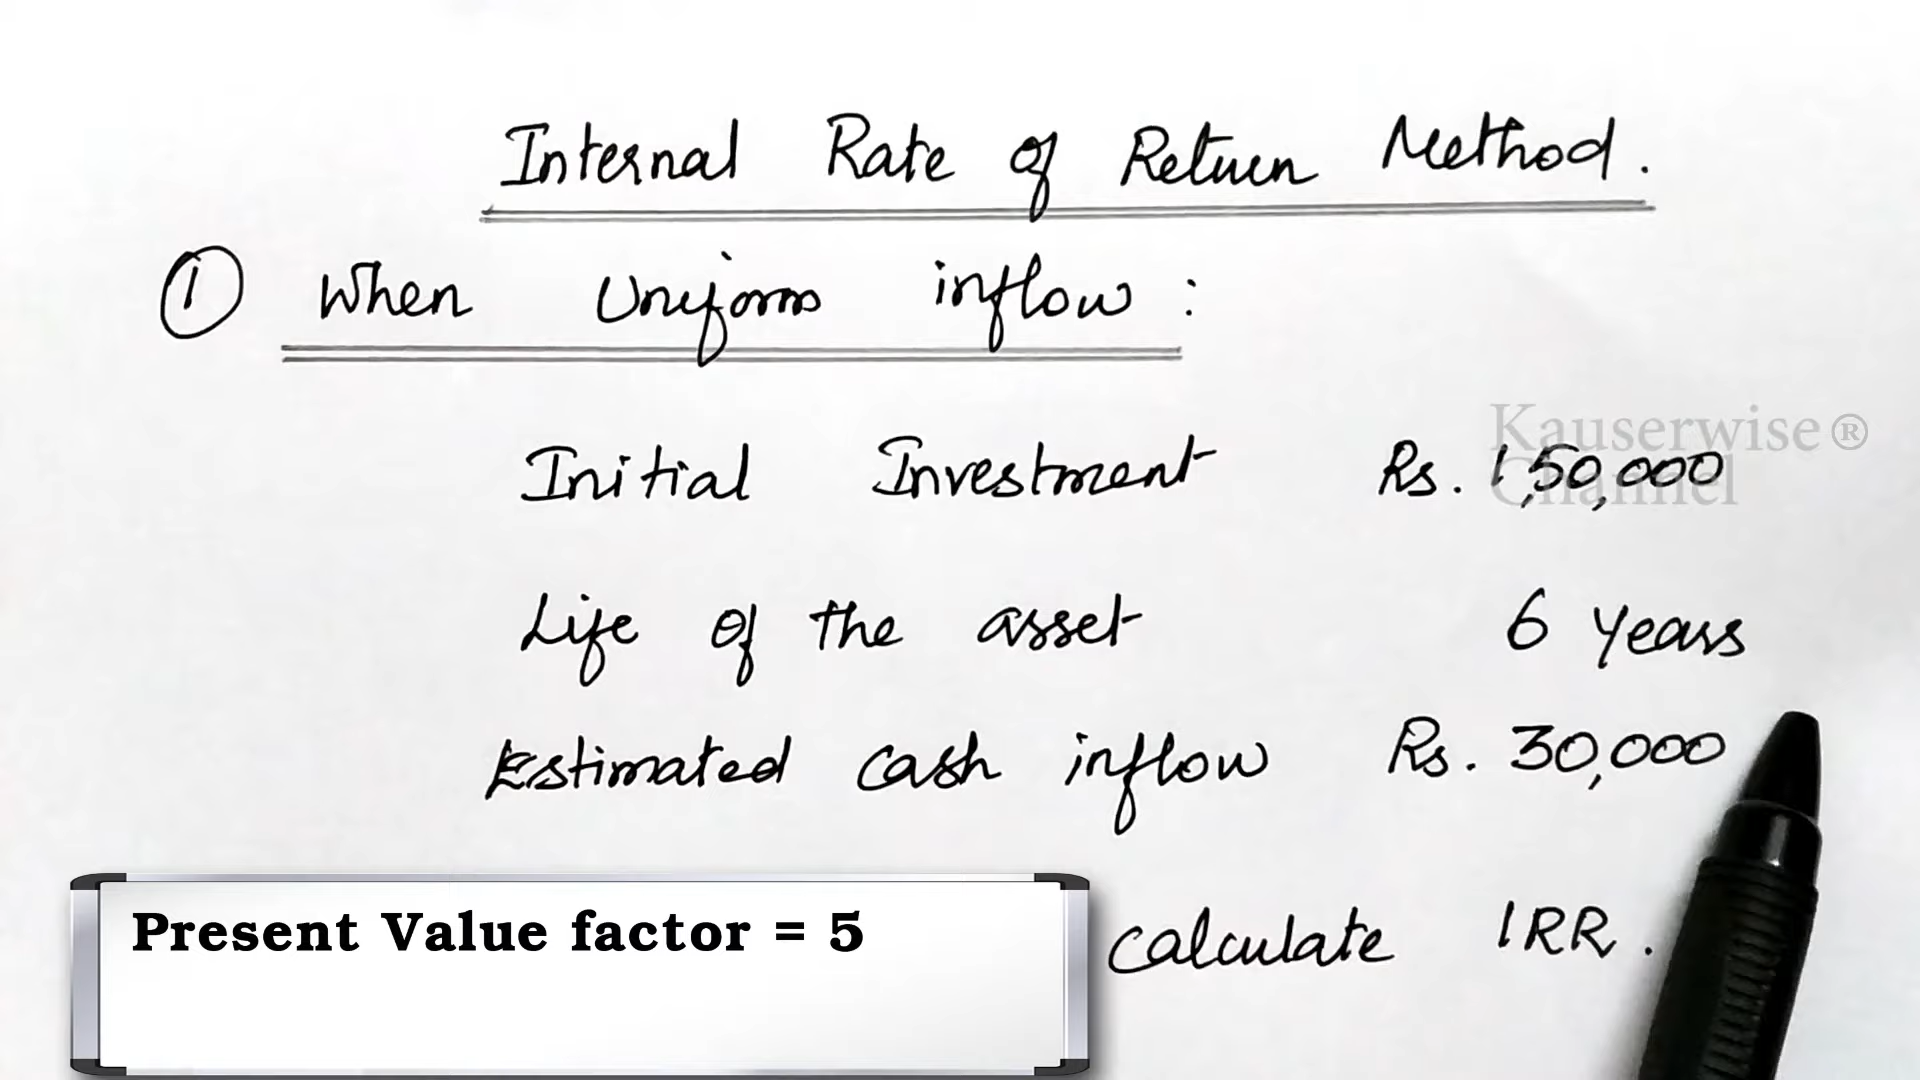 Internal Rate of Return Method.
① When Uniform inflow :
Kauserwise®
Channel
Initial Investment Rs. 1,50,000
Life of the asset 6 Years
Estimated cash inflow Rs. 30,000
calculate IRR.
Present Value factor = 5